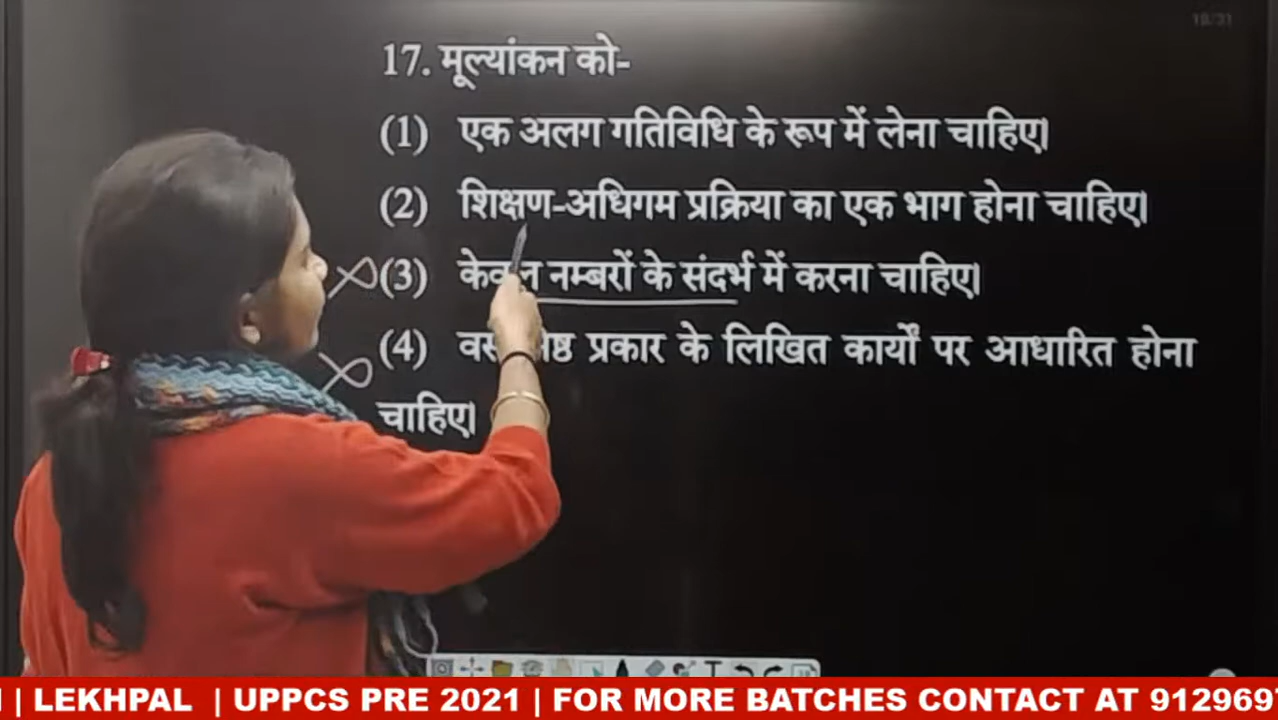 17. मूल्यांकन को-
(1) एक अलग गतिविधि के रूप में लेना चाहिए।
(2) शिक्षण-अधिगम प्रक्रिया का एक भाग होना चाहिए।
(3) नम्बरों के संदर्भ में करना चाहिए।
(4) प्रकार के लिखित कार्यों पर आधारित होना
चाहिए।
| LEKHPAL | UPPCS PRE 2021 | FOR MORE BATCHES CONTACT AT